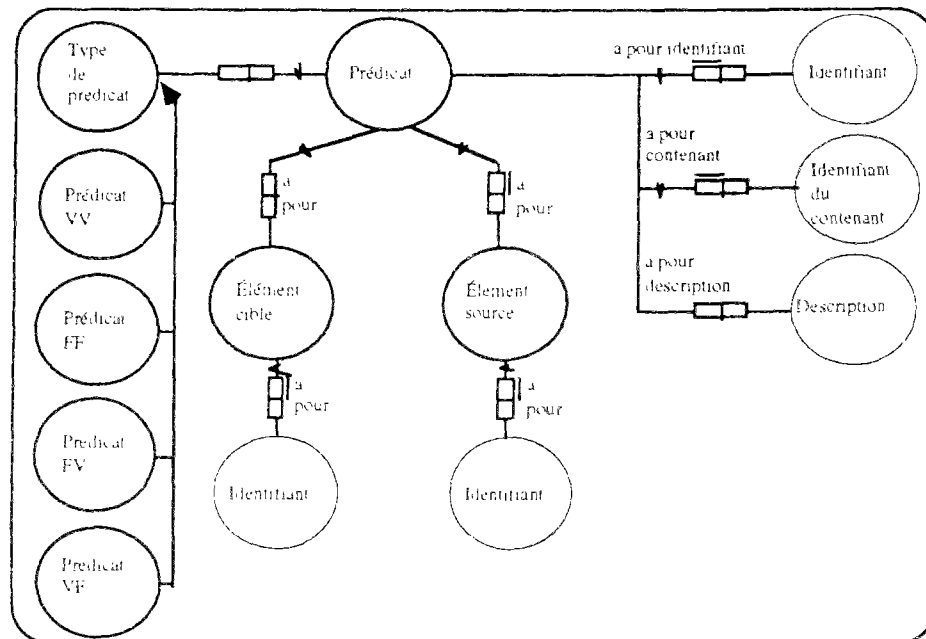 Type
de
predicat
Prédicat
a pour identifiant
Identifiant
a pour
contenant
Identifiant
du
contenant
a pour
description
Description
Prédicat
VV
Prédicat
FF
Predicat
FV
Predicat
VF
a
pour
a
pour
Élément
cible
Élement
source
a
pour
a
pour
Identifiant
Identifiant